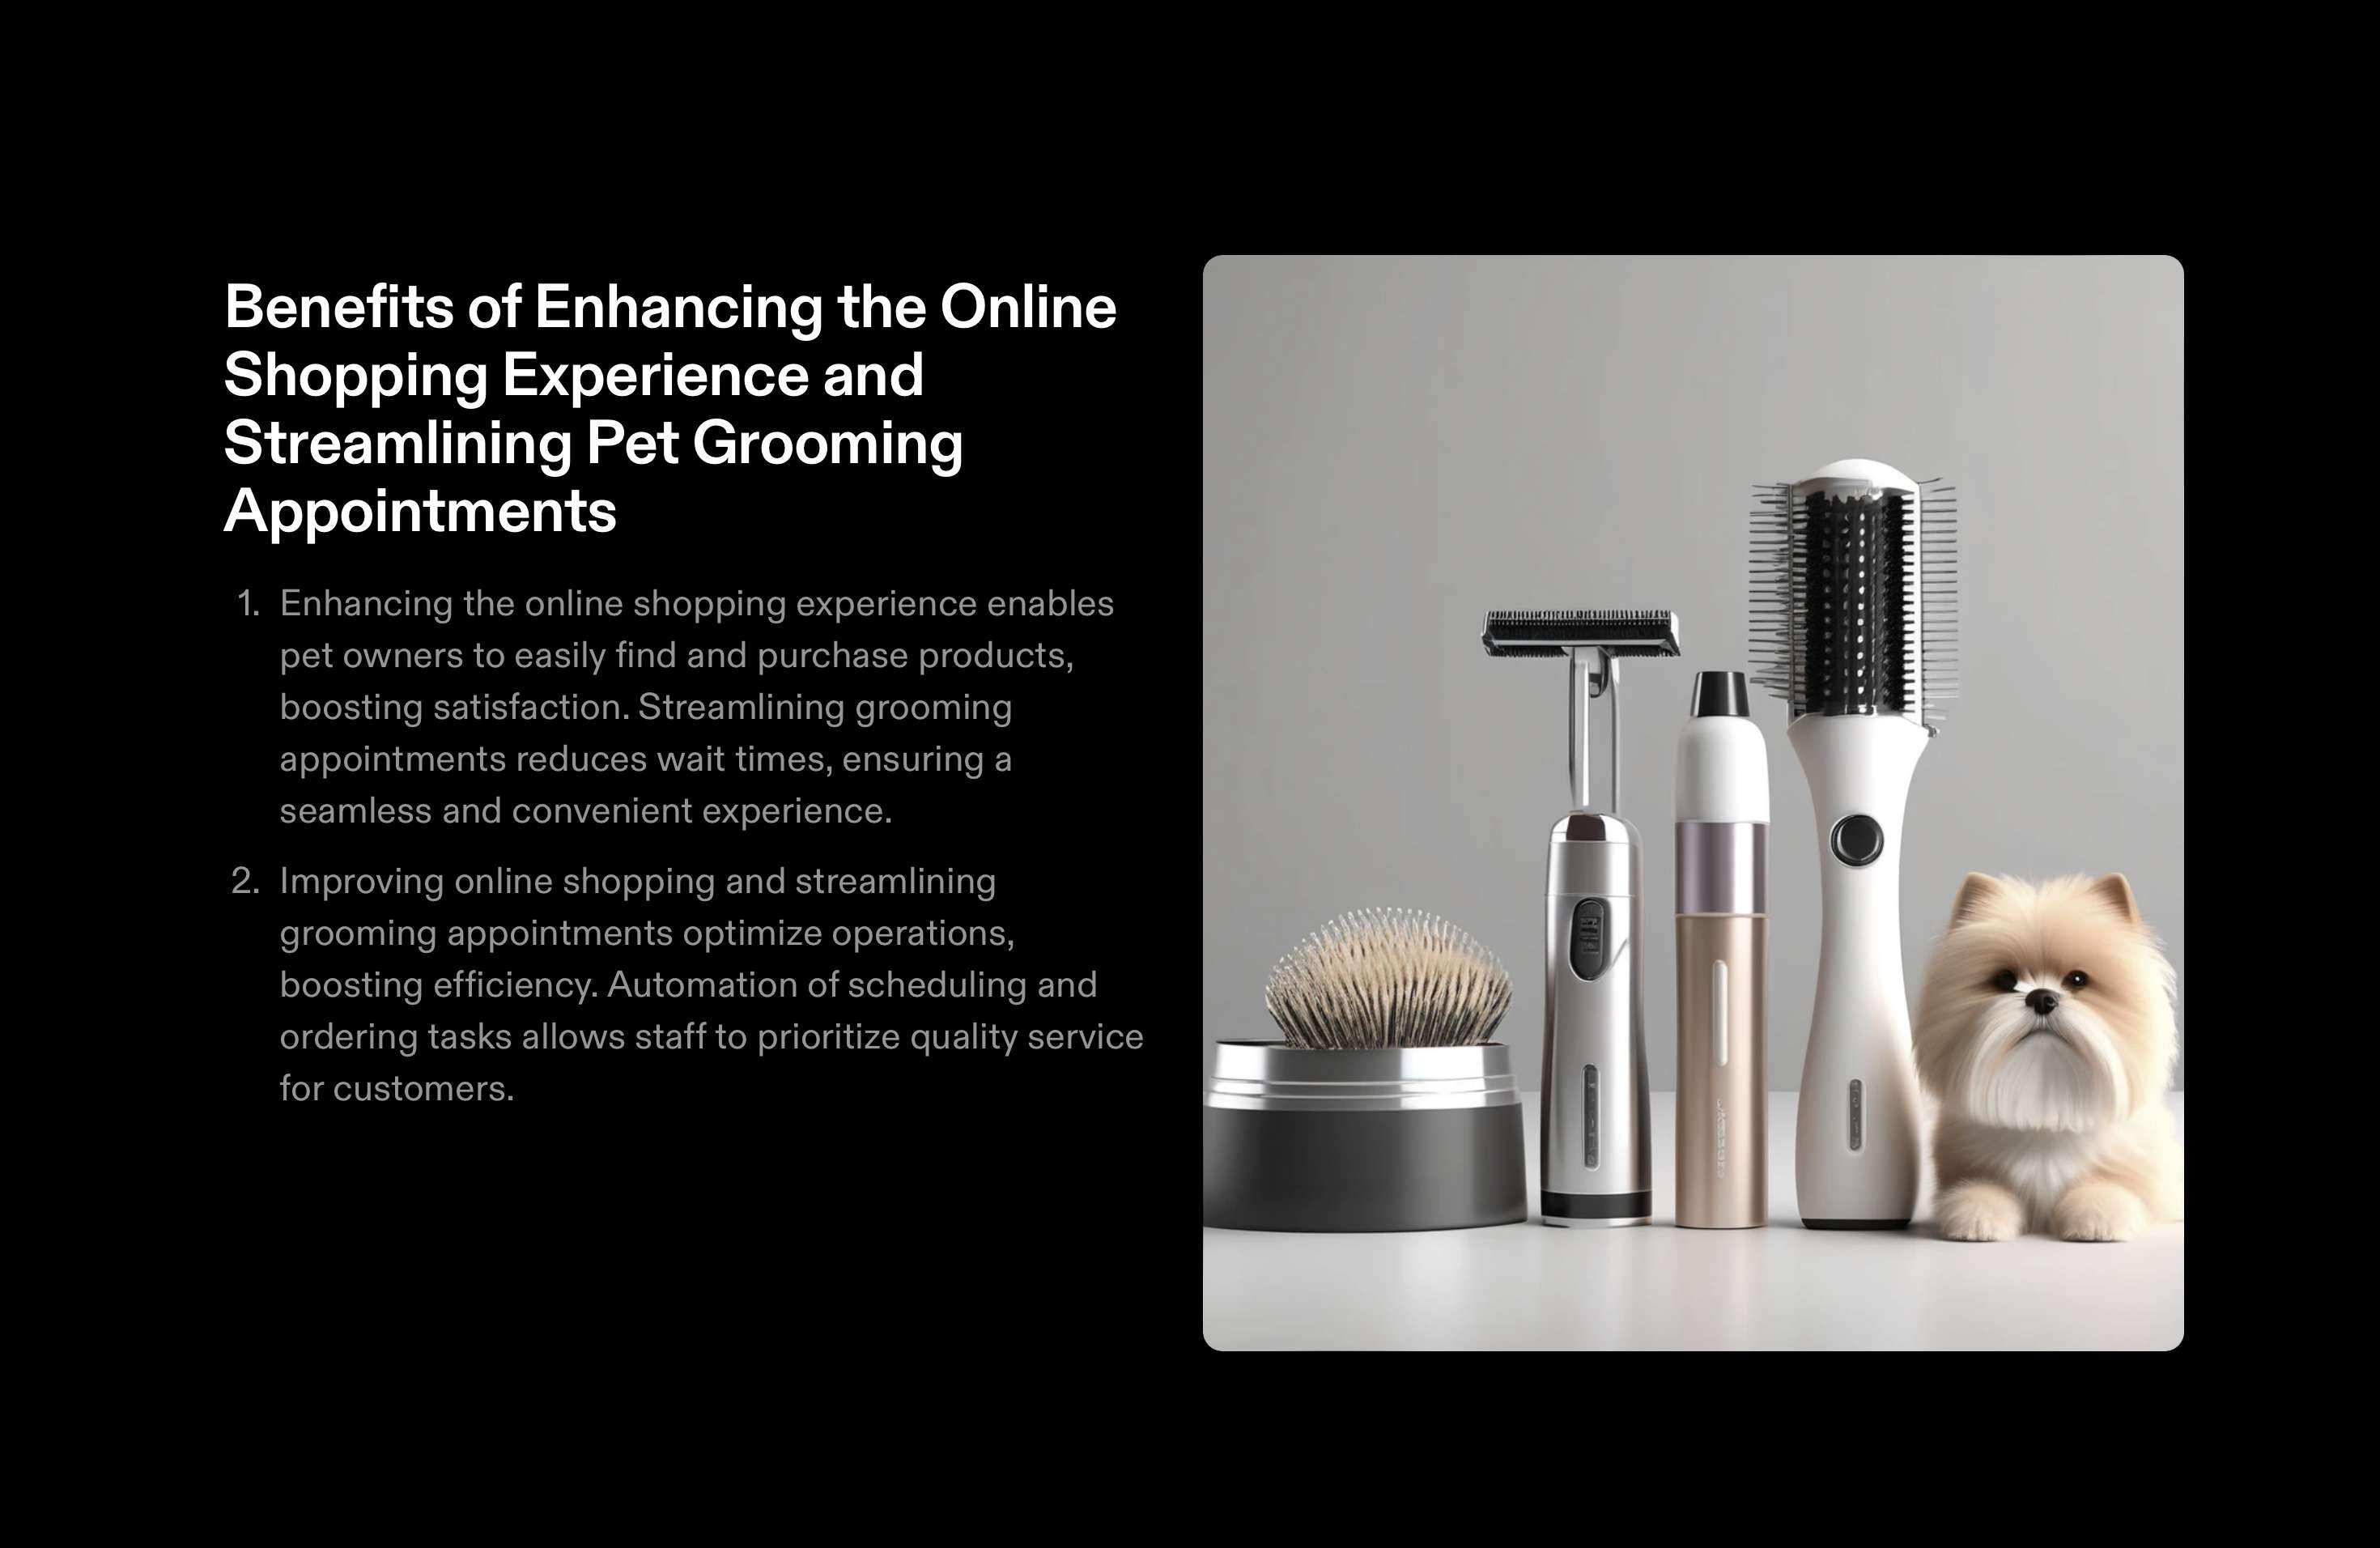 Benefits of Enhancing the Online
Shopping Experience and
Streamlining Pet Grooming
Appointments
1. Enhancing the online shopping experience enables
pet owners to easily find and purchase products,
boosting satisfaction. Streamlining grooming
appointments reduces wait times, ensuring a
seamless and convenient experience.
2. Improving online shopping and streamlining
grooming appointments optimize operations,
boosting efficiency. Automation of scheduling and
ordering tasks allows staff to prioritize quality service
for customers.